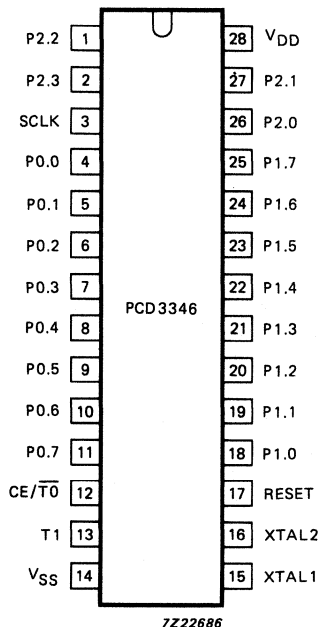 P2.2 1 28 VDD
P2.3 2 27 P2.1
SCLK 3 26 P2.0
P0.0 4 25 P1.7
P0.1 5 24 P1.6
P0.2 6 23 P1.5
P0.3 7 22 P1.4
PCD3346
P0.4 8 21 P1.3
P0.5 9 20 P1.2
P0.6 10 19 P1.1
P0.7 11 18 P1.0
CE/T̅0̅ 12 17 RESET
T1 13 16 XTAL2
VSS 14 15 XTAL1
7Z22686